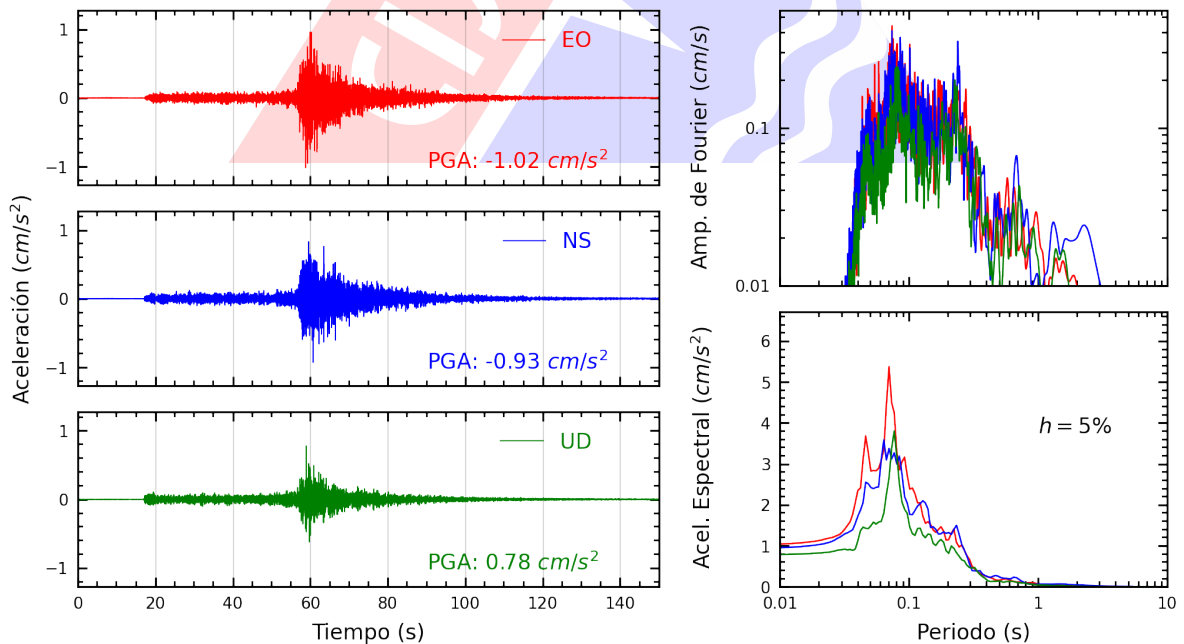 Aceleración (cm/s²)
1
0
−1
EO
PGA: -1.02 cm/s²
1
0
−1
NS
PGA: -0.93 cm/s²
1
0
−1
UD
PGA: 0.78 cm/s²
0 20 40 60 80 100 120 140
Tiempo (s)
Amp. de Fourier (cm/s)
0.1
0.01
Acel. Espectral (cm/s²)
6
5
4
3
2
1
0
h = 5%
0.01 0.1 1 10
Periodo (s)